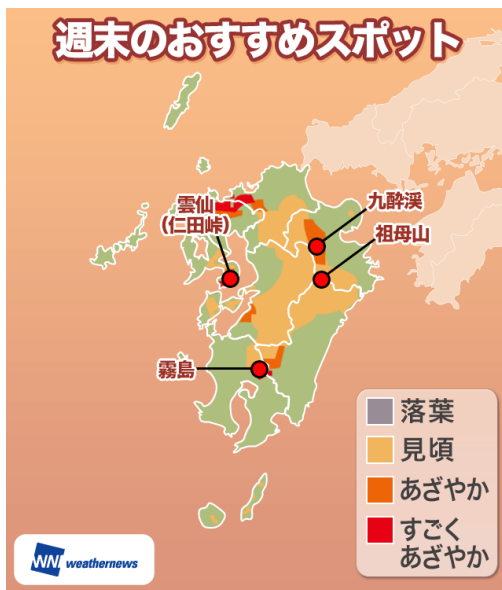 週末のおすすめスポット
雲仙
(仁田峠)
九酔渓
祖母山
霧島
落葉
見頃
あざやか
すごく
あざやか
WNI weathernews